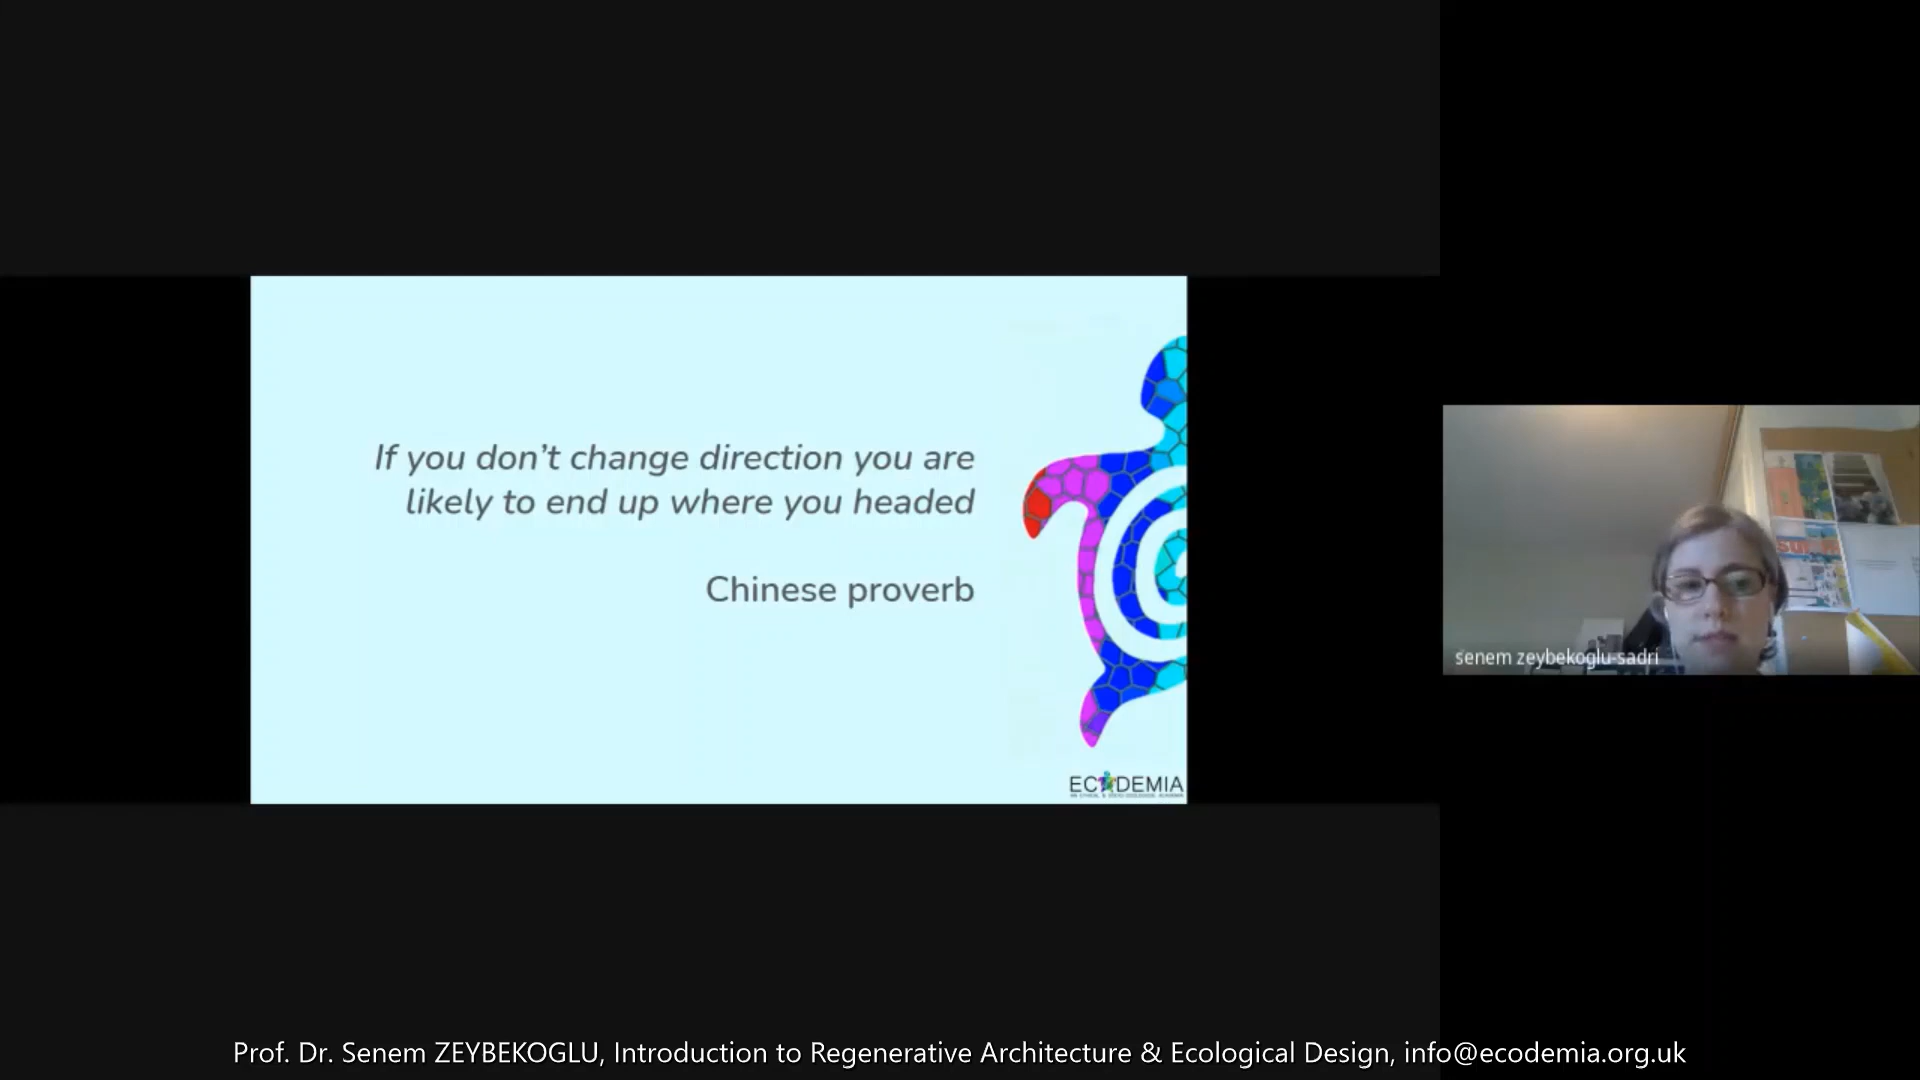 If you don't change direction you are
likely to end up where you headed
Chinese proverb
ECODEMIA
senem zeybekoglu-sadri
Prof. Dr. Senem ZEYBEKOGLU, Introduction to Regenerative Architecture & Ecological Design, info@ecodemia.org.uk